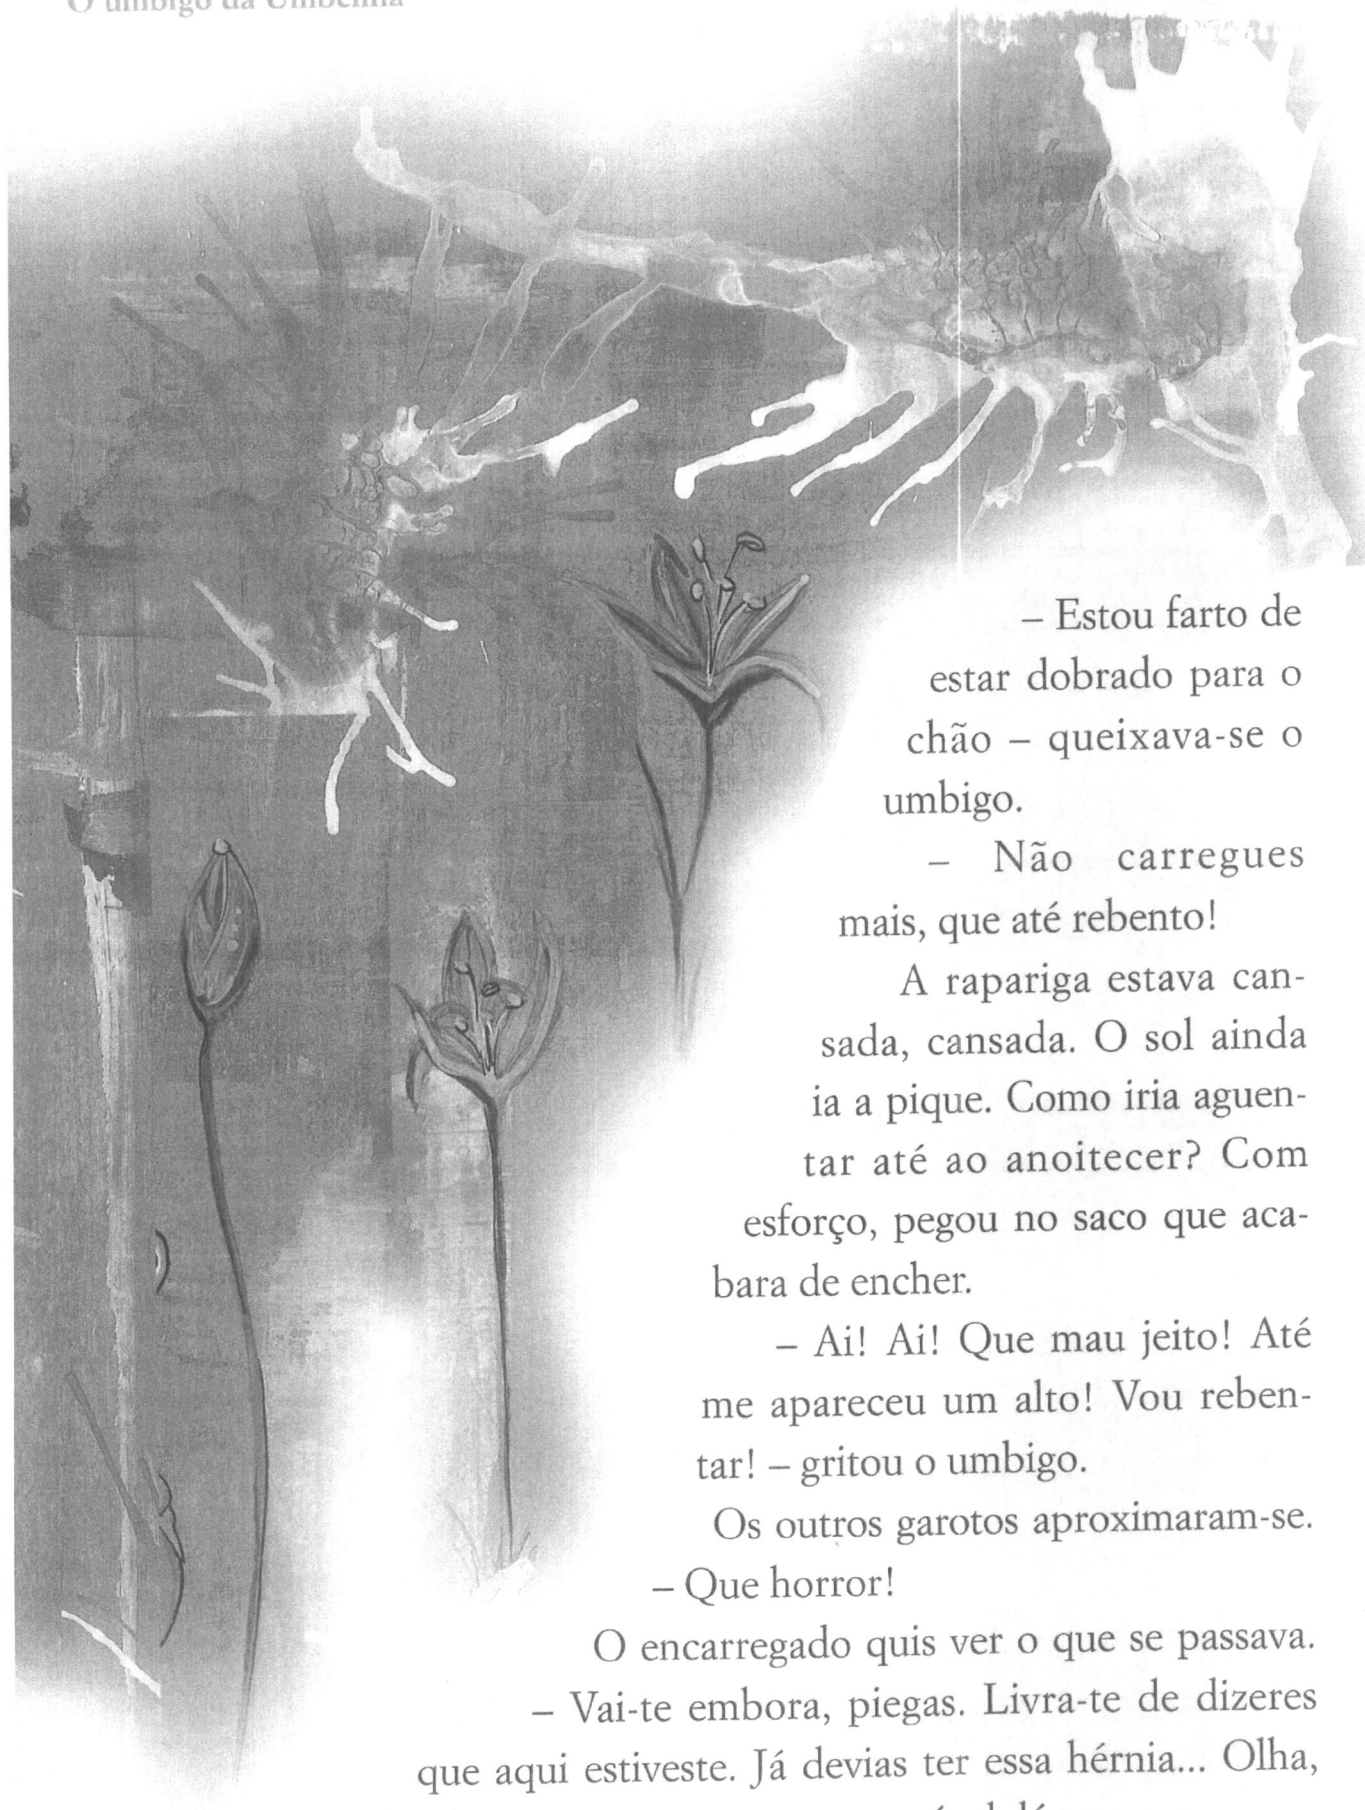 O umbigo da
– Estou farto de
estar dobrado para o
chão – queixava-se o
umbigo.
– Não carregues
mais, que até rebento!
A rapariga estava can-
sada, cansada. O sol ainda
ia a pique. Como iria aguen-
tar até ao anoitecer? Com
esforço, pegou no saco que aca-
bara de encher.
– Ai! Ai! Que mau jeito! Até
me apareceu um alto! Vou reben-
tar! – gritou o umbigo.
Os outros garotos aproximaram-se.
– Que horror!
O encarregado quis ver o que se passava.
– Vai-te embora, piegas. Livra-te de dizeres
que aqui estiveste. Já devias ter essa hérnia... Olha,